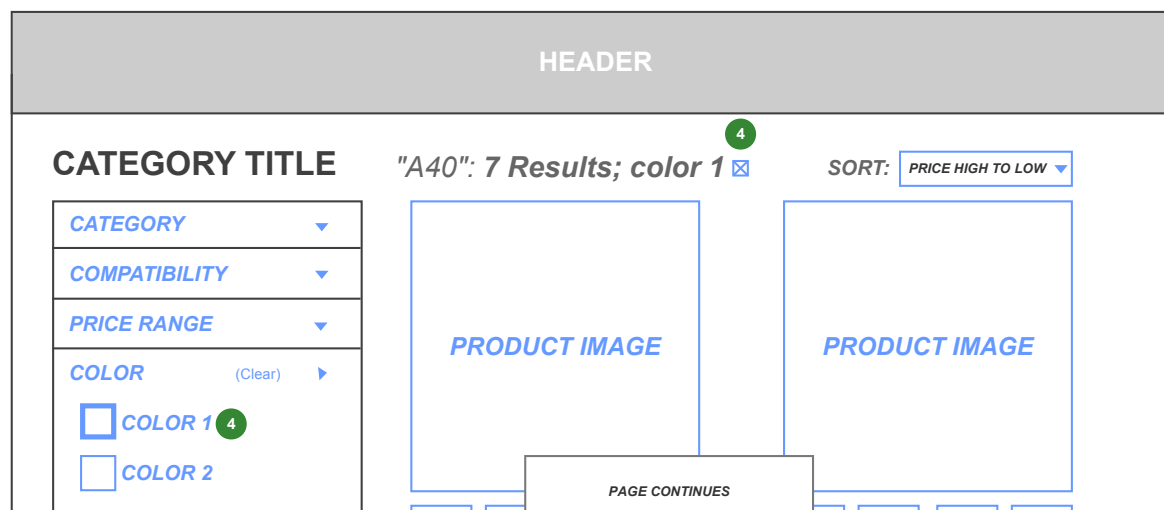 HEADER
4
CATEGORY TITLE
"A40": 7 Results; color 1
SORT: PRICE HIGH TO LOW
CATEGORY
COMPATIBILITY
PRICE RANGE
COLOR (Clear)
COLOR 1 4
COLOR 2
PRODUCT IMAGE
PRODUCT IMAGE
PAGE CONTINUES